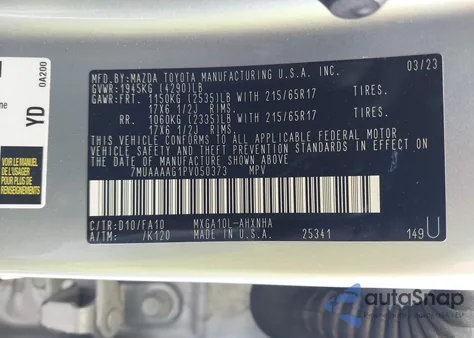 0A200
ne
YD
VOIR LE MANUEL
DE L'USAGER
POUR PLUS DE
RENSEIGNEMENTS
MFD.BY:MAZDA TOYOTA MANUFACTURING U.S.A. INC. 03/23
GVWR: 1945KG (4290)LB
GAWR:FRT. 1150KG (2535)LB WITH 215/65R17 TIRES.
17X6 1/2J RIMS.
RR. 1060KG (2335)LB WITH 215/65R17 TIRES.
17X6 1/2J RIMS.
THIS VEHICLE CONFORMS TO ALL APPLICABLE FEDERAL MOTOR
VEHICLE SAFETY AND THEFT PREVENTION STANDARDS IN EFFECT ON
THE DATE OF MANUFACTURE SHOWN ABOVE.
7MUAAAAG1PV050373 MPV
C/TR:D10/FA10 MXGA10L-AHXNHA
A/TM: /K120 MADE IN U.S.A. 25341 149U
autoSnap